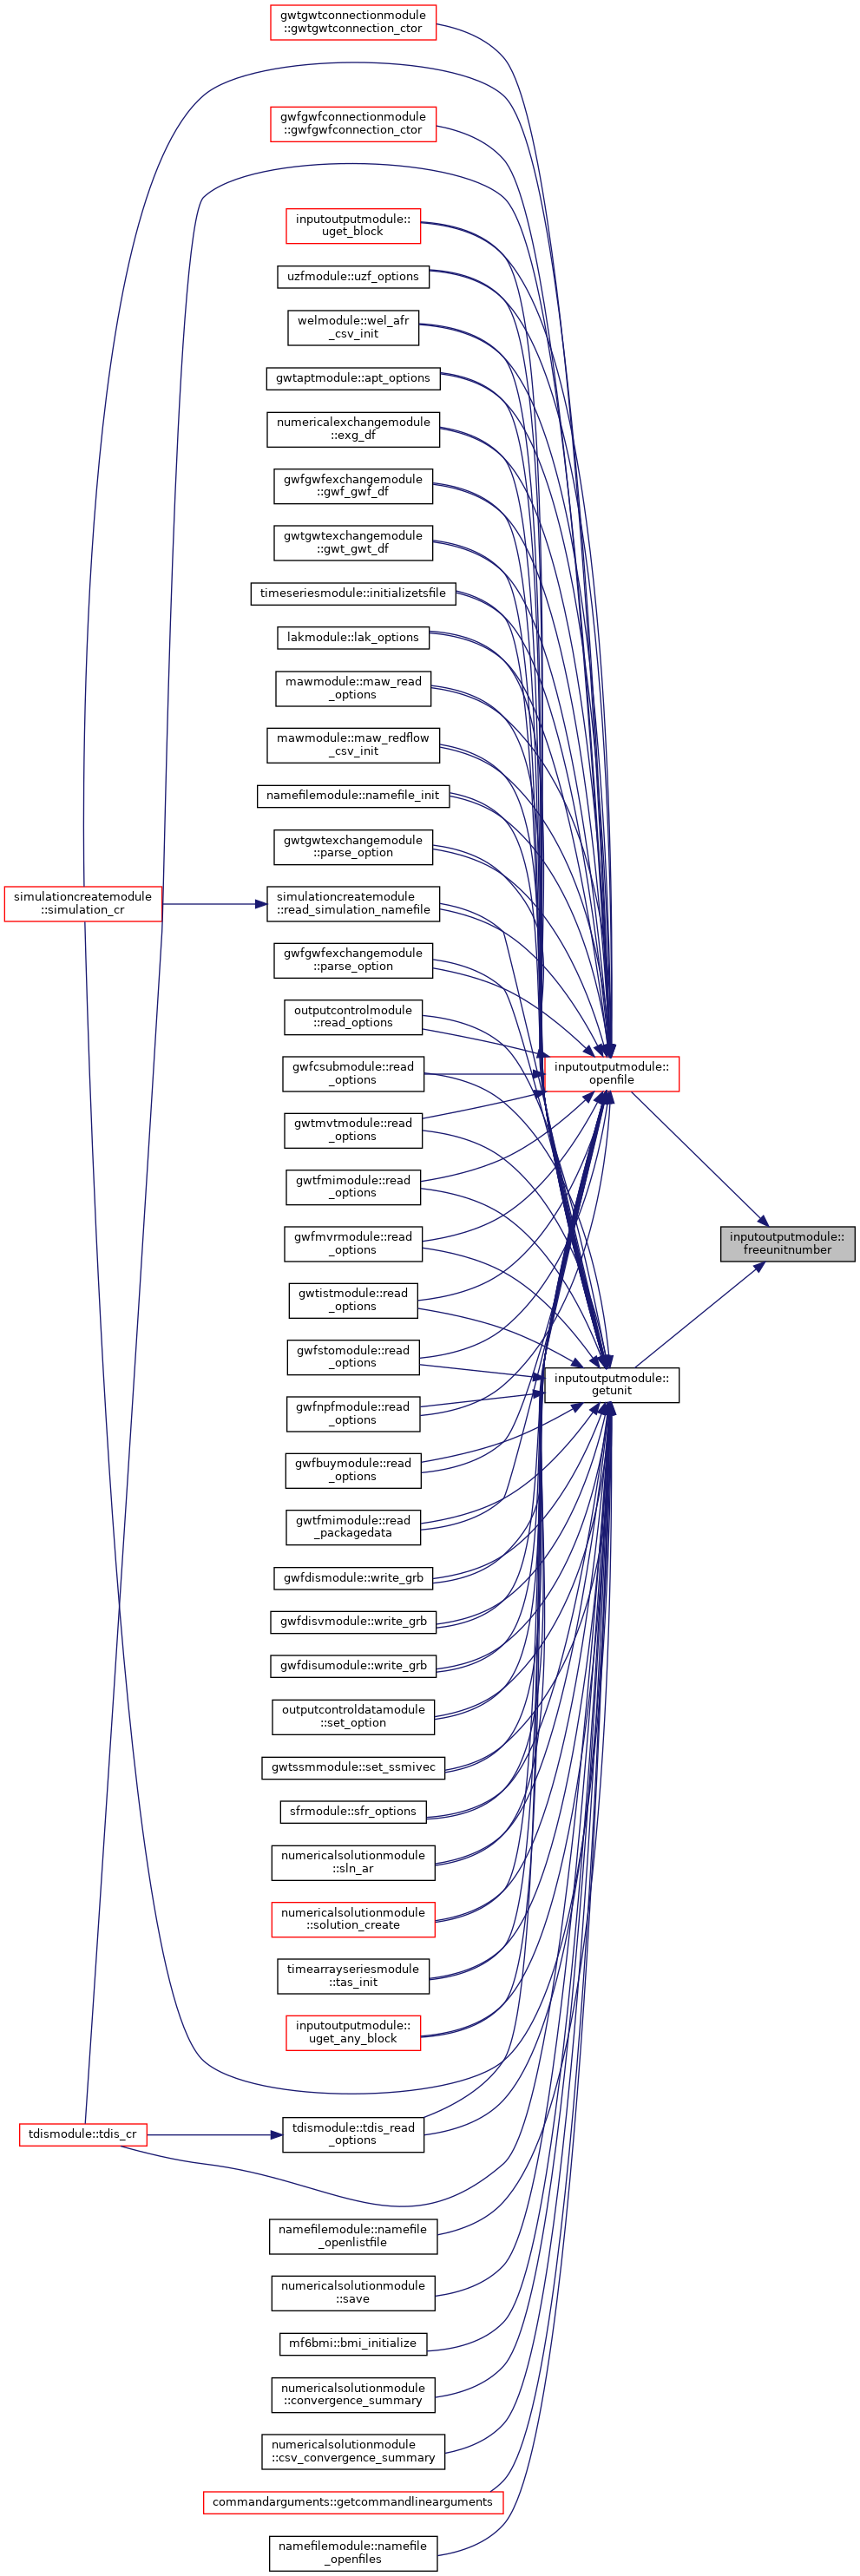 gwtgwtconnectionmodule
::gwtgwtconnection_ctor
gwfgwfconnectionmodule
::gwfgwfconnection_ctor
inputoutputmodule::
uget_block
uzfmodule::uzf_options
welmodule::wel_afr
_csv_init
gwtaptmodule::apt_options
numericalexchangemodule
::exg_df
gwfgwfexchangemodule
::gwf_gwf_df
gwtgwtexchangemodule
::gwt_gwt_df
timeseriesmodule::initializetsfile
lakmodule::lak_options
mawmodule::maw_read
_options
mawmodule::maw_redflow
_csv_init
namefilemodule::namefile_init
gwtgwtexchangemodule
::parse_option
simulationcreatemodule
::simulation_cr
simulationcreatemodule
::read_simulation_namefile
gwfgwfexchangemodule
::parse_option
outputcontrolmodule
::read_options
gwfcsubmodule::read
_options
inputoutputmodule::
openfile
gwtmvtmodule::read
_options
gwtfmimodule::read
_options
gwfmvrmodule::read
_options
inputoutputmodule::
freeunitnumber
gwtistmodule::read
_options
gwfstomodule::read
_options
inputoutputmodule::
getunit
gwfnpfmodule::read
_options
gwfbuymodule::read
_options
gwtfmimodule::read
_packagedata
gwfdismodule::write_grb
gwfdisvmodule::write_grb
gwfdisumodule::write_grb
outputcontroldatamodule
::set_option
gwtssmmodule::set_ssmivec
sfrmodule::sfr_options
numericalsolutionmodule
::sln_ar
numericalsolutionmodule
::solution_create
timearrayseriesmodule
::tas_init
inputoutputmodule::
uget_any_block
tdismodule::tdis_cr
tdismodule::tdis_read
_options
namefilemodule::namefile
_openlistfile
numericalsolutionmodule
::save
mf6bmi::bmi_initialize
numericalsolutionmodule
::convergence_summary
numericalsolutionmodule
::csv_convergence_summary
commandarguments::getcommandlinearguments
namefilemodule::namefile
_openfiles